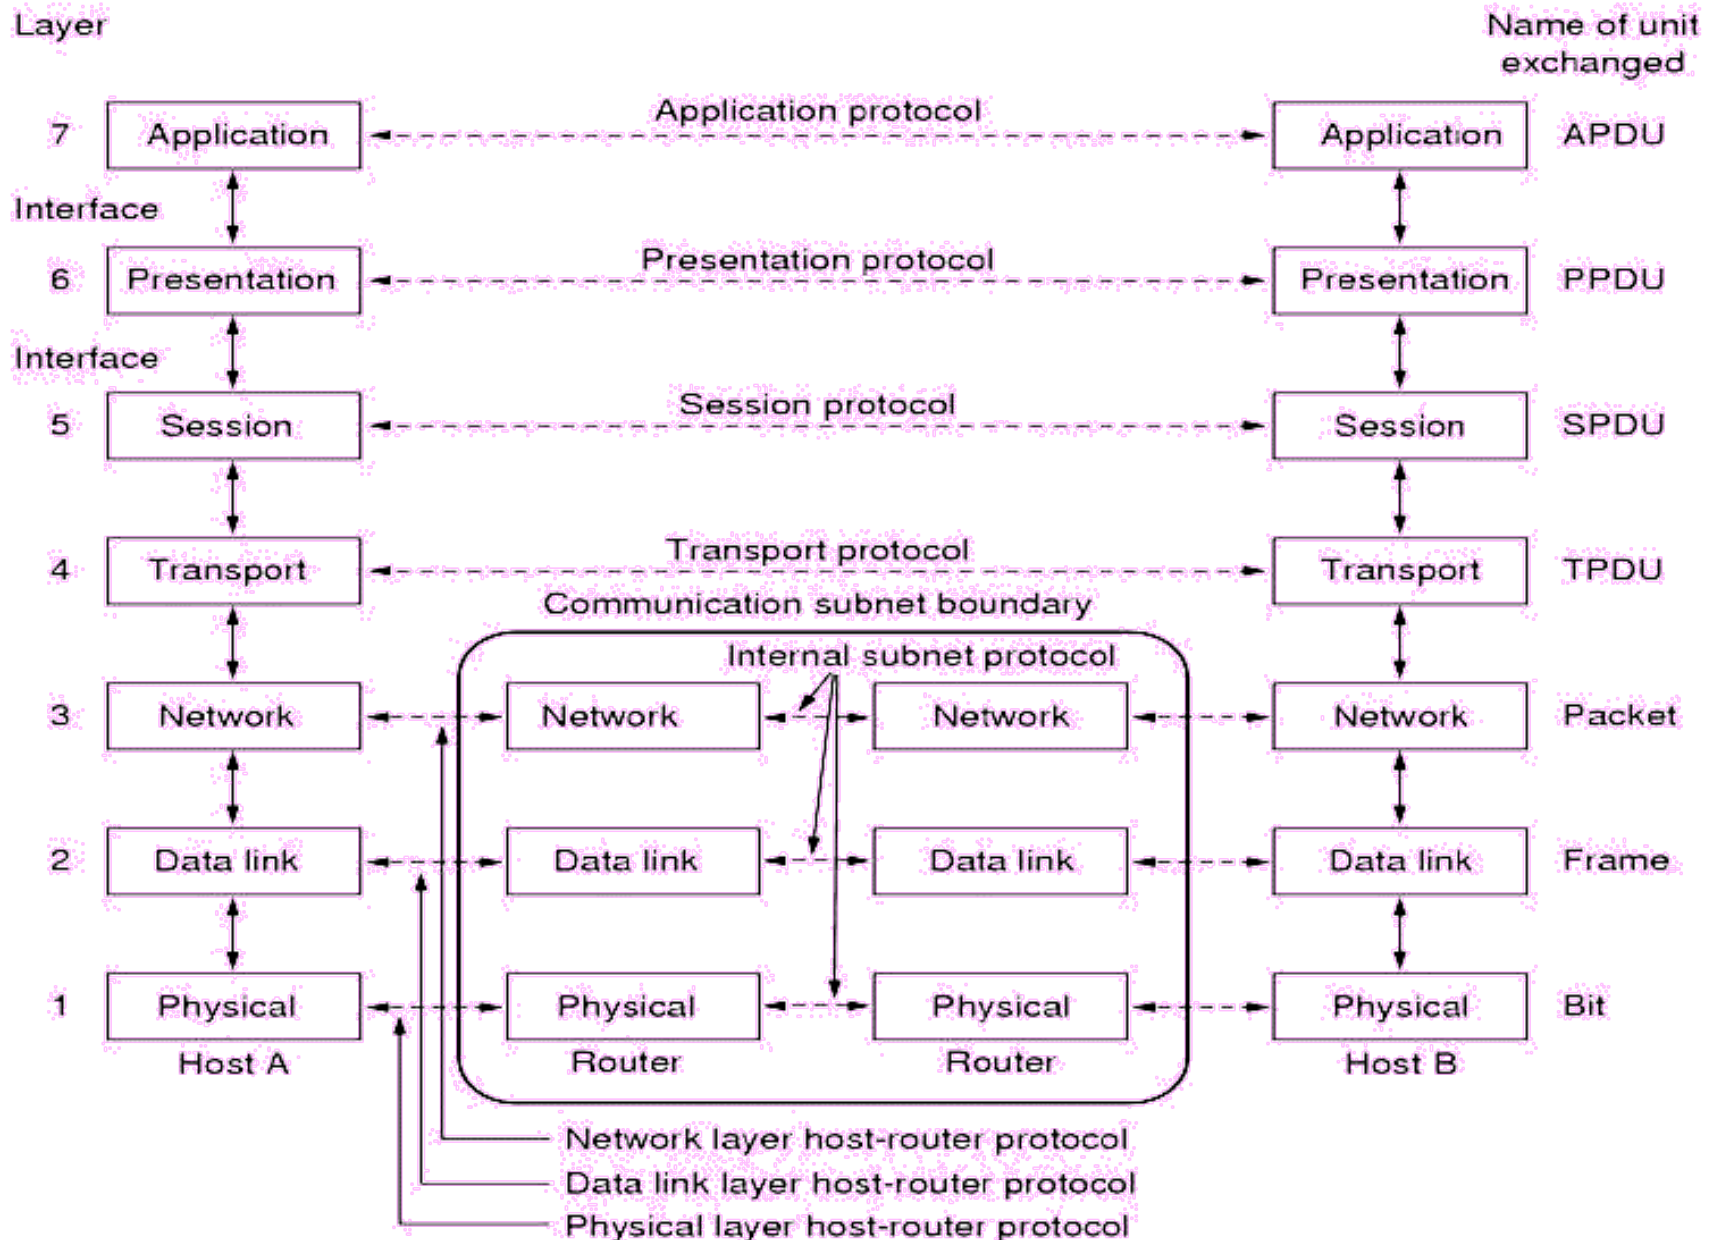 Layer
Name of unit
exchanged
Application protocol
7 Application Application APDU
Interface
Presentation protocol
6 Presentation Presentation PPDU
Interface
Session protocol
5 Session Session SPDU
Transport protocol
4 Transport Transport TPDU
Communication subnet boundary
Internal subnet protocol
3 Network Network Network Network Packet
2 Data link Data link Data link Data link Frame
1 Physical Physical Physical Physical Bit
Host A Router Router Host B
Network layer host-router protocol
Data link layer host-router protocol
Physical layer host-router protocol